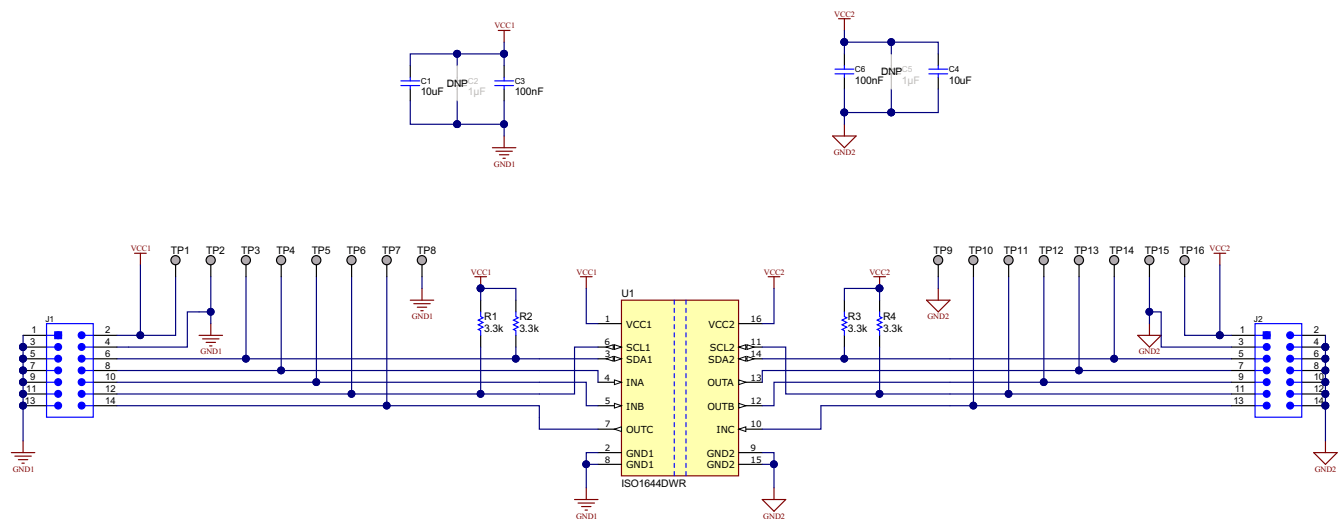 VCC1
C1
10uF
DNP
C2
1µF
C3
100nF
GND1
VCC2
C6
100nF
DNP
C5
1µF
C4
10uF
GND2
VCC1
TP1
TP2
TP3
TP4
TP5
TP6
TP7
TP8
GND1
GND1
VCC1
R1
3.3k
R2
3.3k
VCC1
VCC2
VCC2
R3
3.3k
R4
3.3k
TP9
TP10
TP11
TP12
TP13
TP14
TP15
TP16
VCC2
GND2
GND2
J1
1 2
3 4
5 6
7 8
9 10
11 12
13 14
GND1
U1
1 VCC1 VCC2 16
6 SCL1 SCL2 11
3 SDA1 SDA2 14
4 INA OUTA 13
5 INB OUTB 12
7 OUTC INC 10
2 GND1 GND2 9
8 GND1 GND2 15
ISO1644DWR
GND1
GND2
J2
1 2
3 4
5 6
7 8
9 10
11 12
13 14
GND2